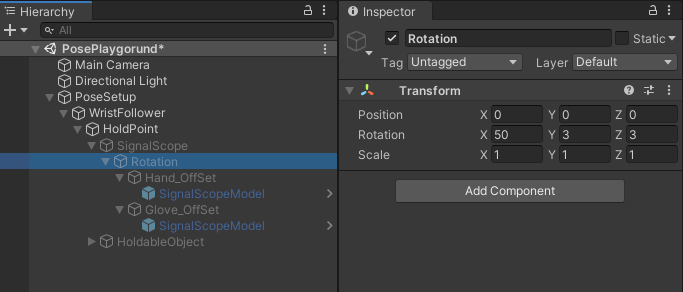 Hierarchy
All
PosePlaygorund*
Main Camera
Directional Light
PoseSetup
WristFollower
HoldPoint
SignalScope
Rotation
Hand_OffSet
SignalScopeModel
Glove_OffSet
SignalScopeModel
HoldableObject
Inspector
Rotation Static
Tag Untagged Layer Default
Transform
Position X 0 Y 0 Z 0
Rotation X 50 Y 3 Z 3
Scale X 1 Y 1 Z 1
Add Component